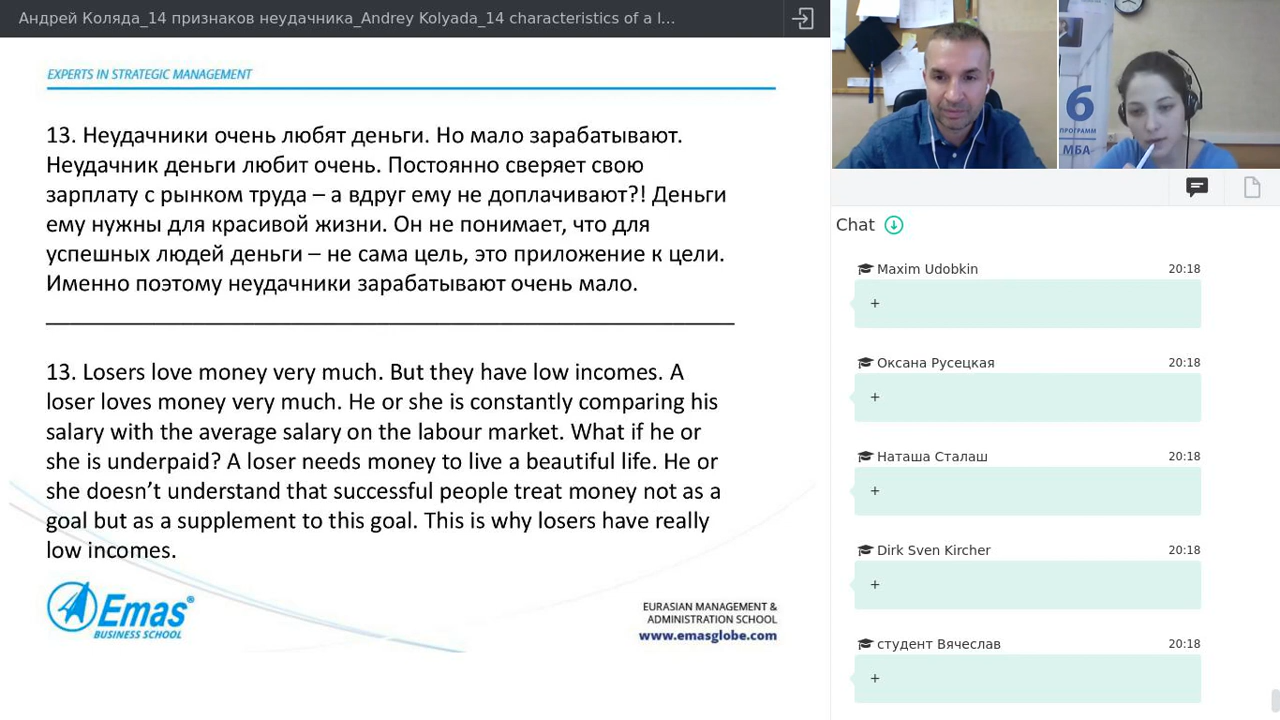 Андрей Коляда_14 признаков неудачника_Andrey Kolyada_14 characteristics of a l...
EXPERTS IN STRATEGIC MANAGEMENT
13. Неудачники очень любят деньги. Но мало зарабатывают.
Неудачник деньги любит очень. Постоянно сверяет свою
зарплату с рынком труда – а вдруг ему не доплачивают?! Деньги
ему нужны для красивой жизни. Он не понимает, что для
успешных людей деньги – не сама цель, это приложение к цели.
Именно поэтому неудачники зарабатывают очень мало.
13. Losers love money very much. But they have low incomes. A
loser loves money very much. He or she is constantly comparing his
salary with the average salary on the labour market. What if he or
she is underpaid? A loser needs money to live a beautiful life. He or
she doesn’t understand that successful people treat money not as a
goal but as a supplement to this goal. This is why losers have really
low incomes.
Emas®
BUSINESS SCHOOL
EURASIAN MANAGEMENT &
ADMINISTRATION SCHOOL
www.emasglobe.com
6
ПРОГРАММ
МБА
Chat
Maxim Udobkin 20:18
+
Оксана Русецкая 20:18
+
Наташа Сталаш 20:18
+
Dirk Sven Kircher 20:18
+
студент Вячеслав 20:18
+